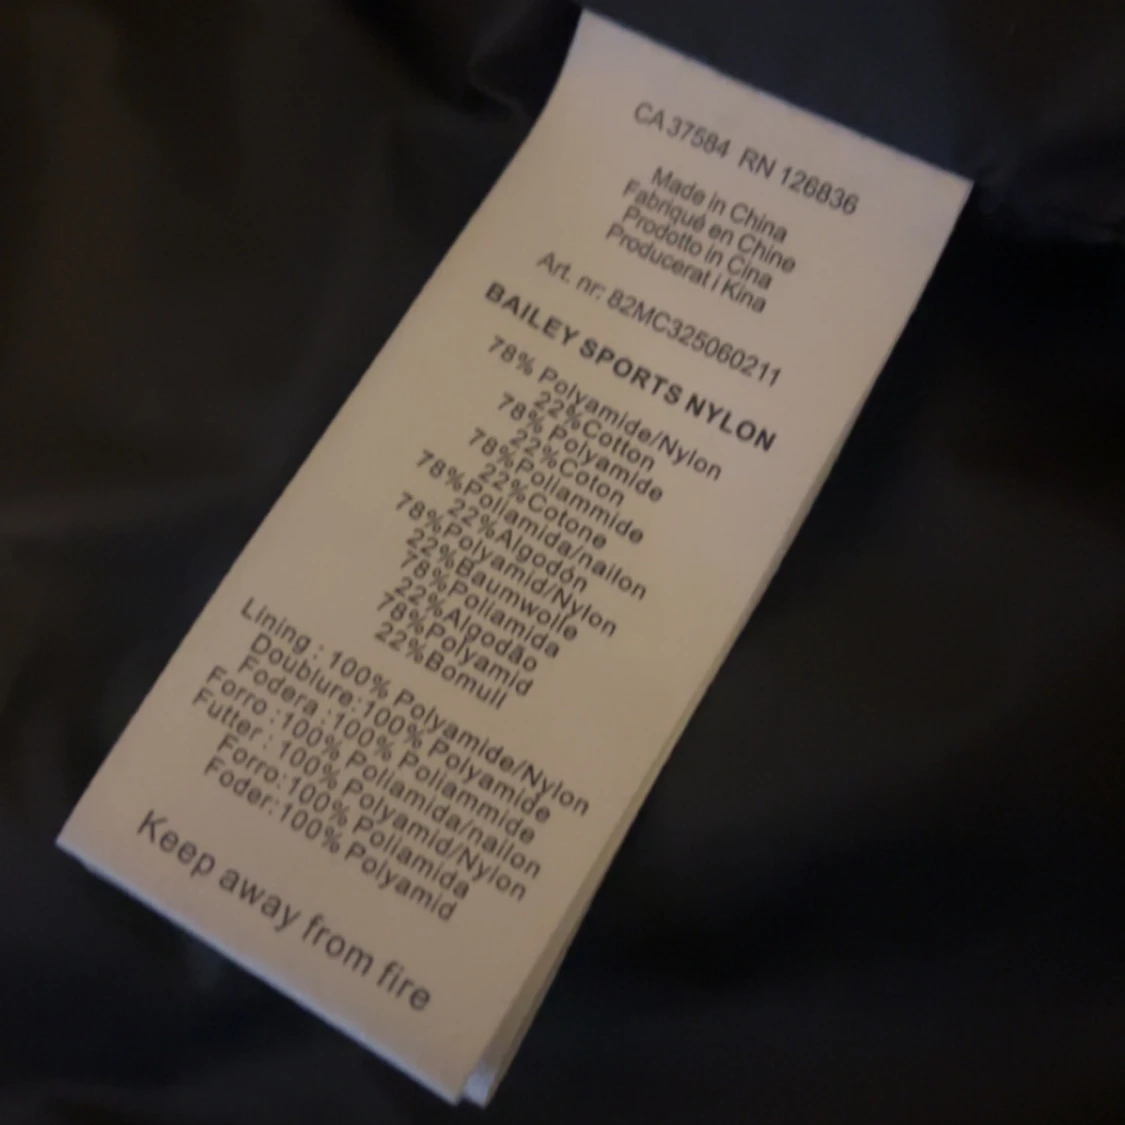 CA 37584 RN 126836
Made in China
Fabriqué en Chine
Prodotto in Cina
Producerat i Kina
Art. nr: 82MC325060211
BAILEY SPORTS NYLON
78% Polyamide/Nylon
22%Cotton
78% Polyamide
22%Coton
78%Poliammide
22%Cotone
78%Poliamida/nailon
22%Algodón
78%Polyamid/Nylon
22%Baumwolle
78%Poliamida
22%Algodão
78%Polyamid
22%Bomull
Lining : 100% Polyamide/Nylon
Doublure:100% Polyamide
Fodera :100% Poliammide
Forro :100% Poliamida/nailon
Futter : 100% Polyamid/Nylon
Forro:100% Poliamida
Foder:100% Polyamid
Keep away from fire